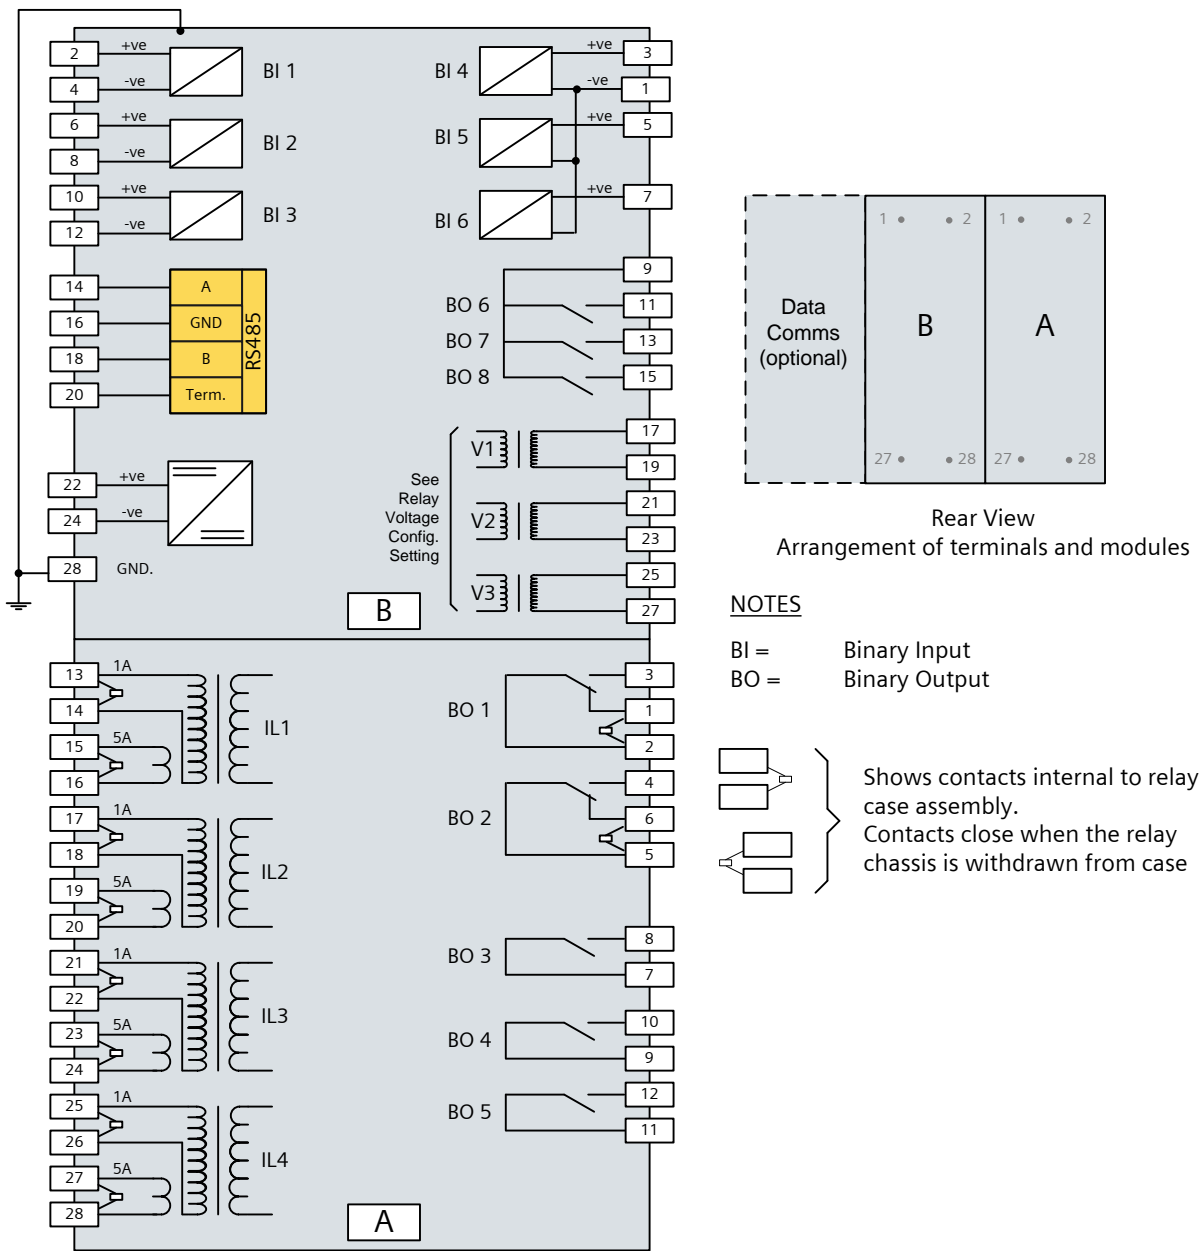 2 +ve BI 1 BI 4 +ve 3
4 -ve -ve 1
6 +ve BI 2 BI 5 +ve 5
8 -ve
10 +ve BI 3 BI 6 +ve 7
12 -ve
14 A 9
16 GND BO 6 11
18 B BO 7 13
20 Term. BO 8 15
RS485
22 +ve
24 -ve
28 GND.
See
Relay
Voltage
Config.
Setting
V1 17
19
V2 21
23
V3 25
27
B
13 1A IL1
14
15 5A
16
17 1A IL2
18
19 5A
20
21 1A IL3
22
23 5A
24
25 1A IL4
26
27 5A
28
BO 1 3
1
2
BO 2 4
6
5
BO 3 8
7
BO 4 10
9
BO 5 12
11
A
1 2 1 2
Data
Comms
(optional)
B A
27 28 27 28
Rear View
Arrangement of terminals and modules
NOTES
BI = Binary Input
BO = Binary Output
Shows contacts internal to relay
case assembly.
Contacts close when the relay
chassis is withdrawn from case